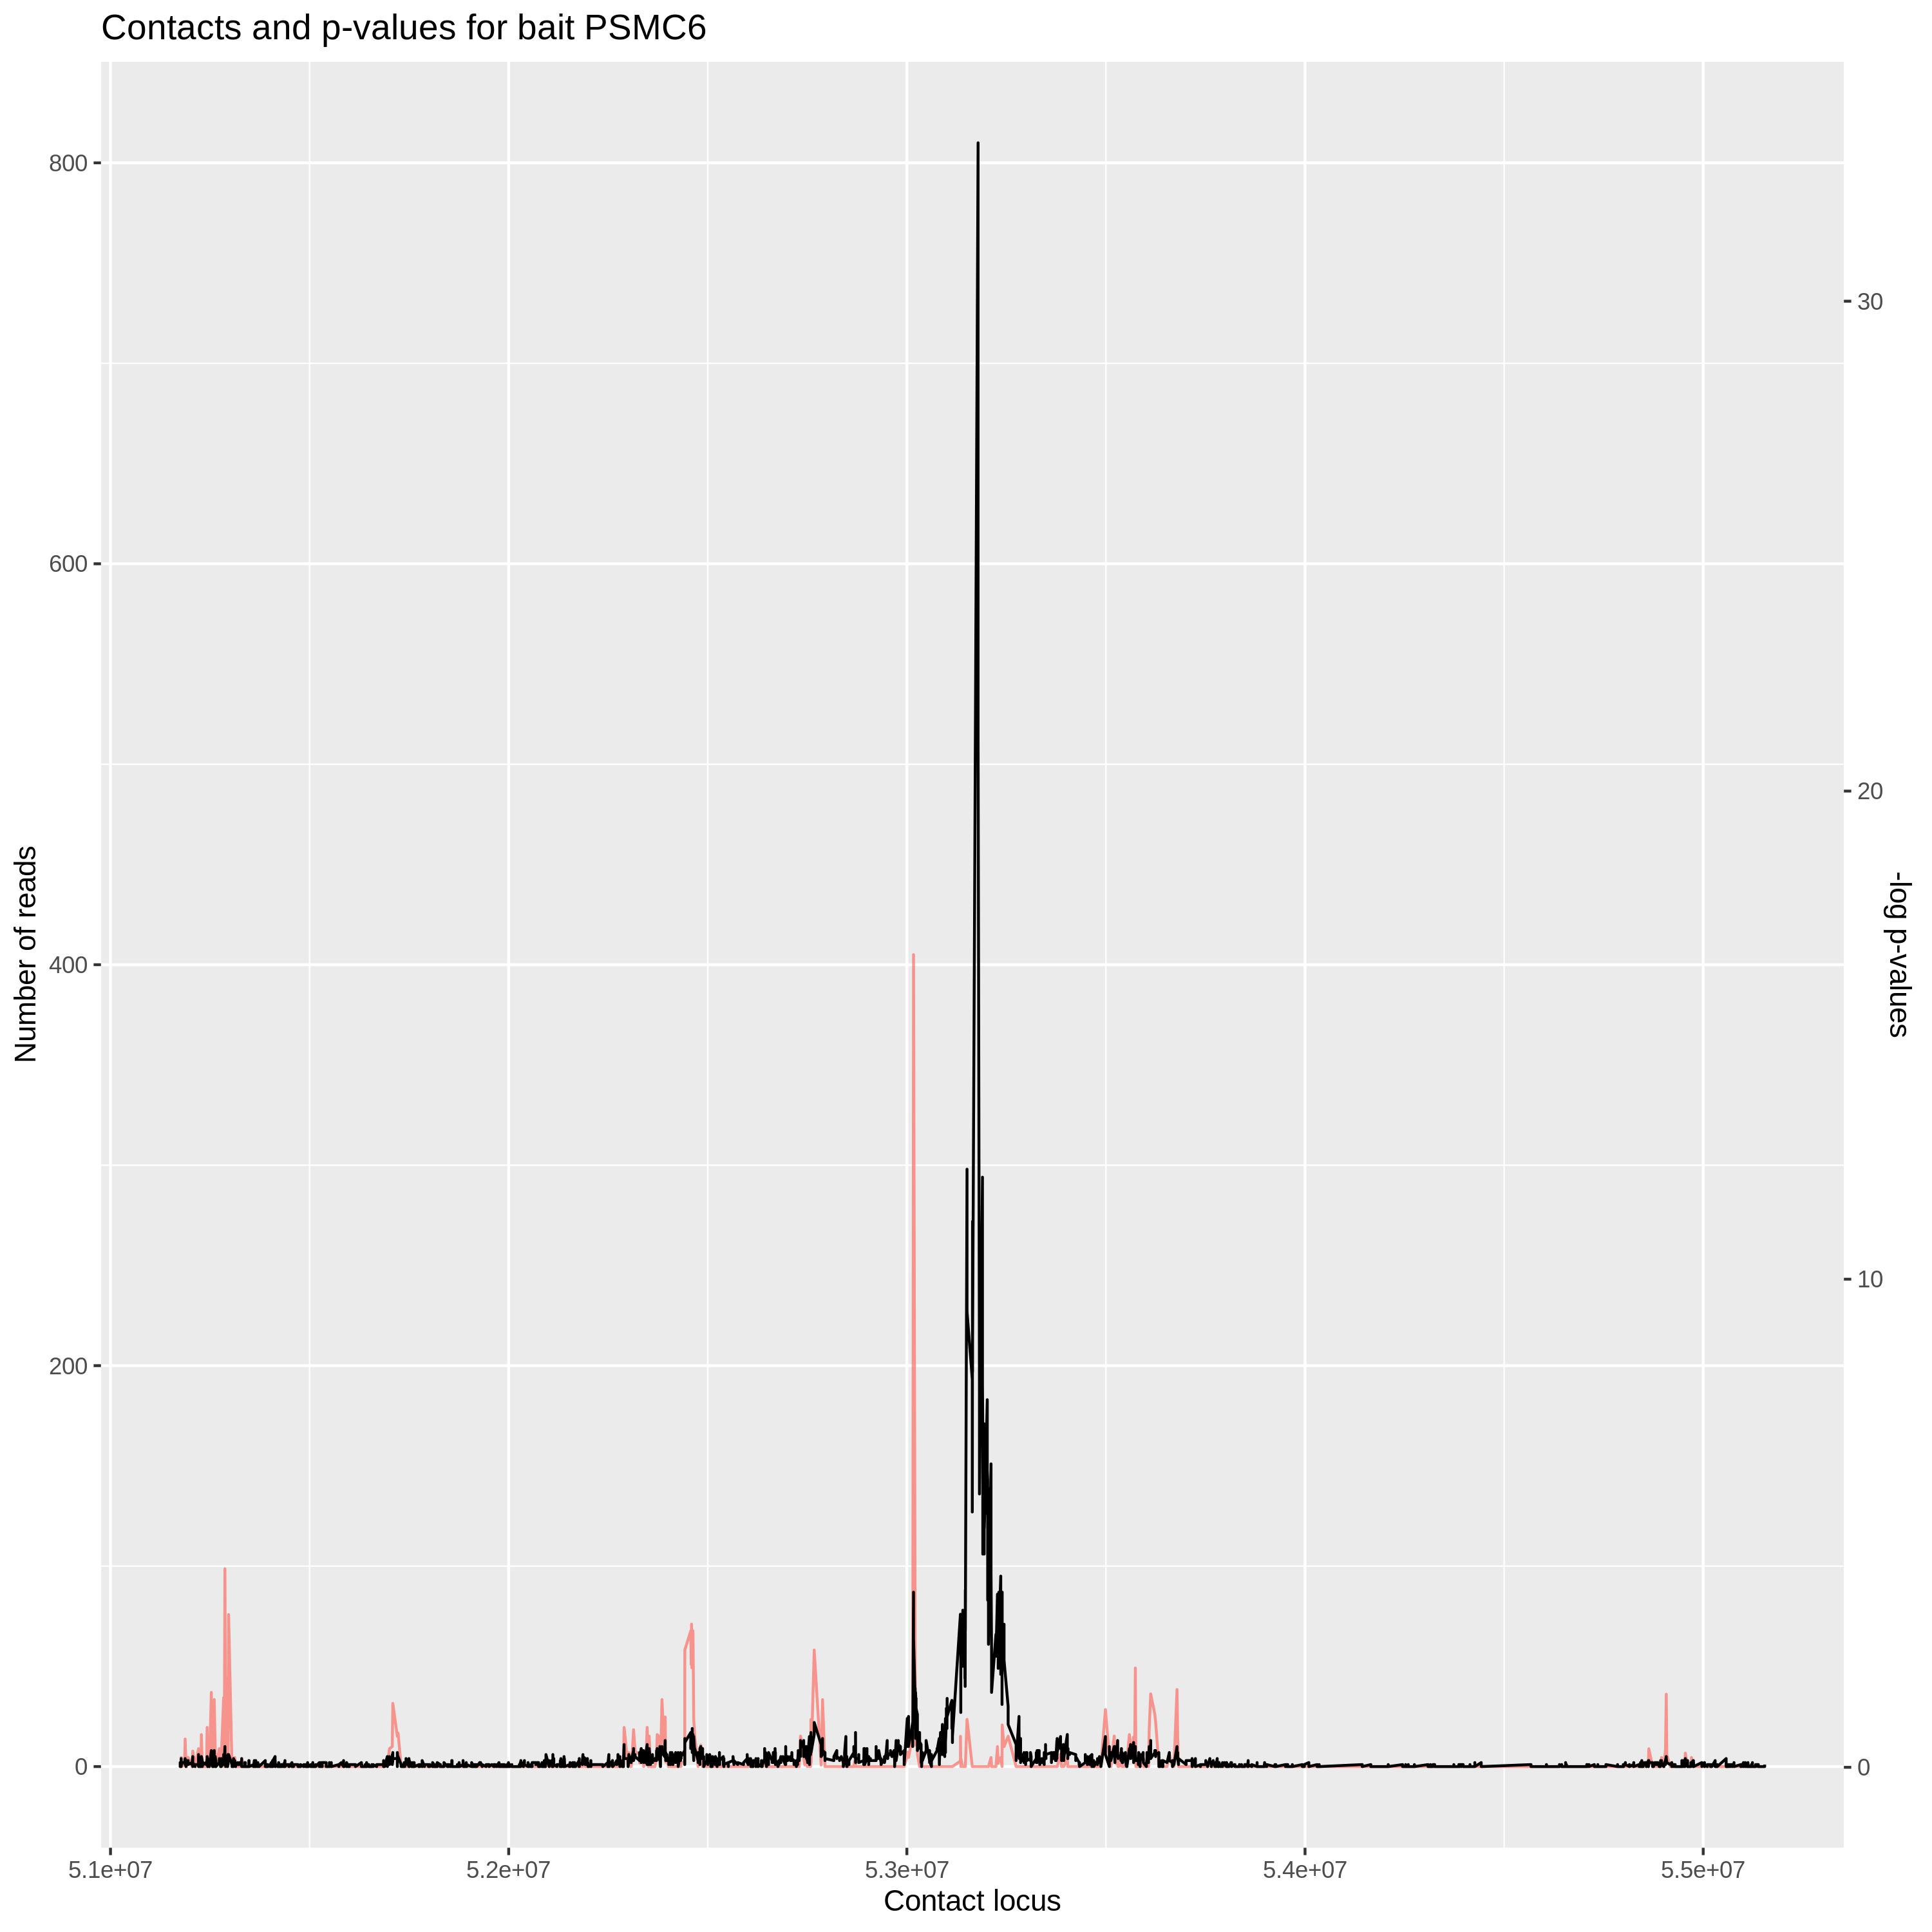 Contacts and p-values for bait PSMC6
800
600
400
200
0
Number of reads
30
20
10
0
-log p-values
5.1e+07 5.2e+07 5.3e+07 5.4e+07 5.5e+07
Contact locus